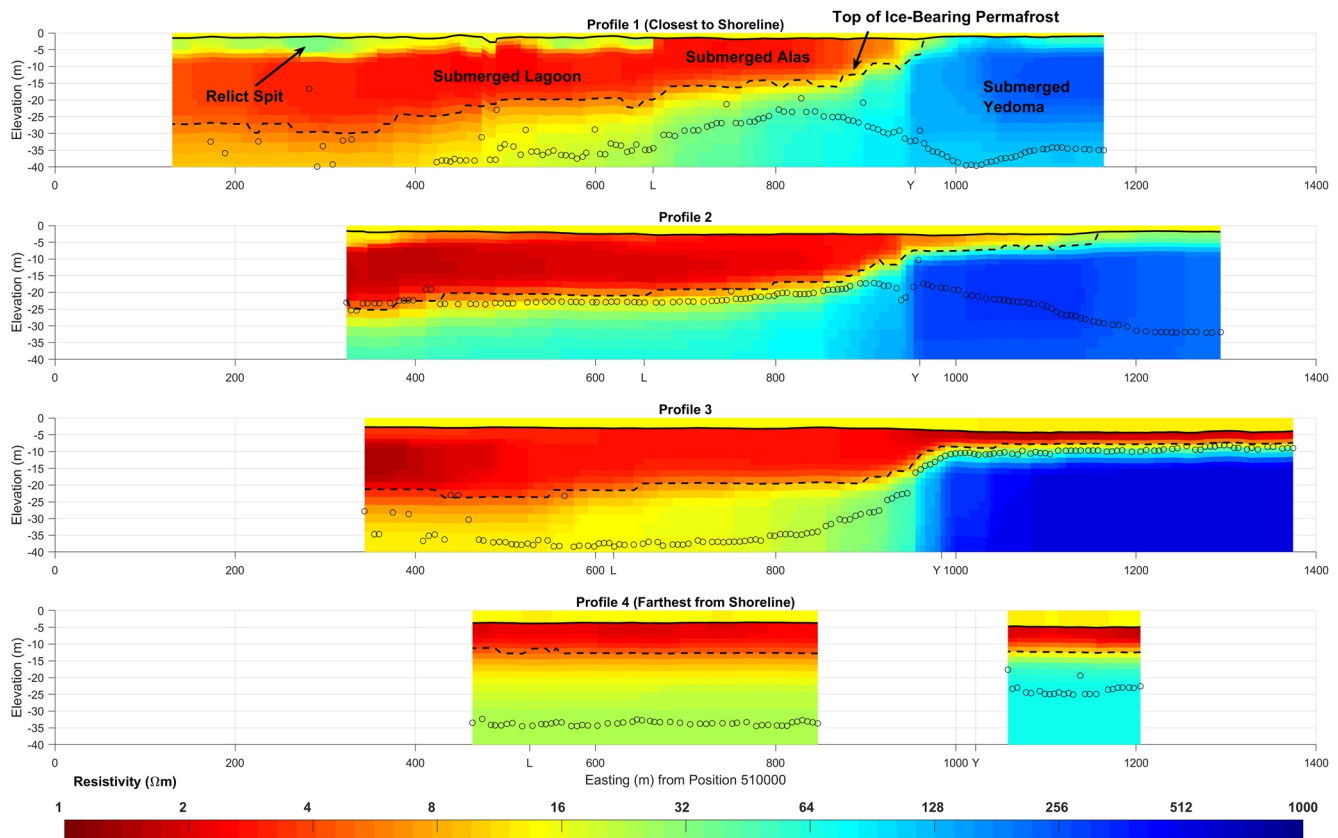 Profile 1 (Closest to Shoreline)
Top of Ice-Bearing Permafrost
Elevation (m)
0
-5
-10
-15
-20
-25
-30
-35
-40
Relict Spit
Submerged Lagoon
Submerged Alas
Submerged
Yedoma
0 200 400 600 L 800 Y 1000 1200 1400
Profile 2
Elevation (m)
0
-5
-10
-15
-20
-25
-30
-35
-40
0 200 400 600 L 800 Y 1000 1200 1400
Profile 3
Elevation (m)
0
-5
-10
-15
-20
-25
-30
-35
-40
0 200 400 600 L 800 Y 1000 1200 1400
Profile 4 (Farthest from Shoreline)
Elevation (m)
0
-5
-10
-15
-20
-25
-30
-35
-40
0 200 400 L 600 800 1000 Y 1200 1400
Resistivity (Ωm)
Easting (m) from Position 510000
1 2 4 8 16 32 64 128 256 512 1000